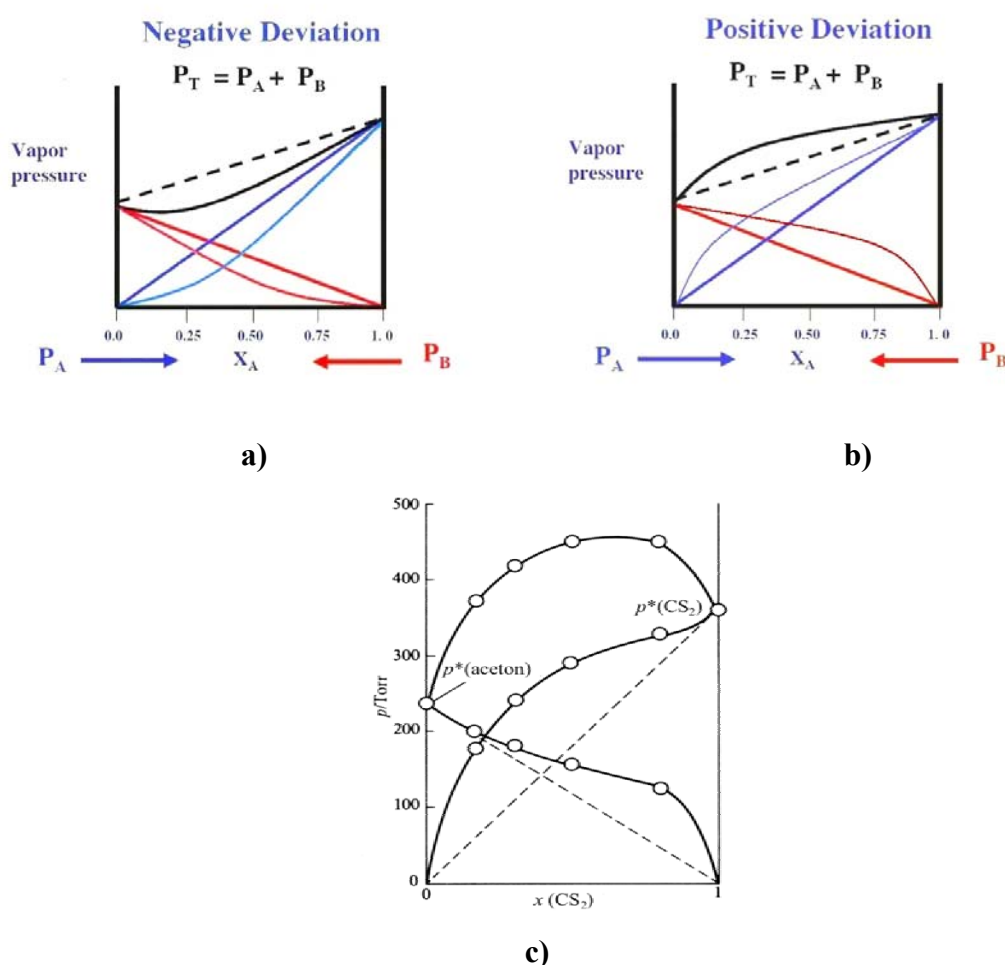 Negative Deviation
P_T = P_A + P_B
Vapor
pressure
0.0 0.25 0.50 0.75 1.0
P_A X_A P_B
a)
Positive Deviation
P_T = P_A + P_B
Vapor
pressure
0.0 0.25 0.50 0.75 1.0
P_A X_A P_B
b)
500
400
300
200
100
0
p/Torr
p*(CS₂)
p*(aceton)
0 1
x (CS₂)
c)